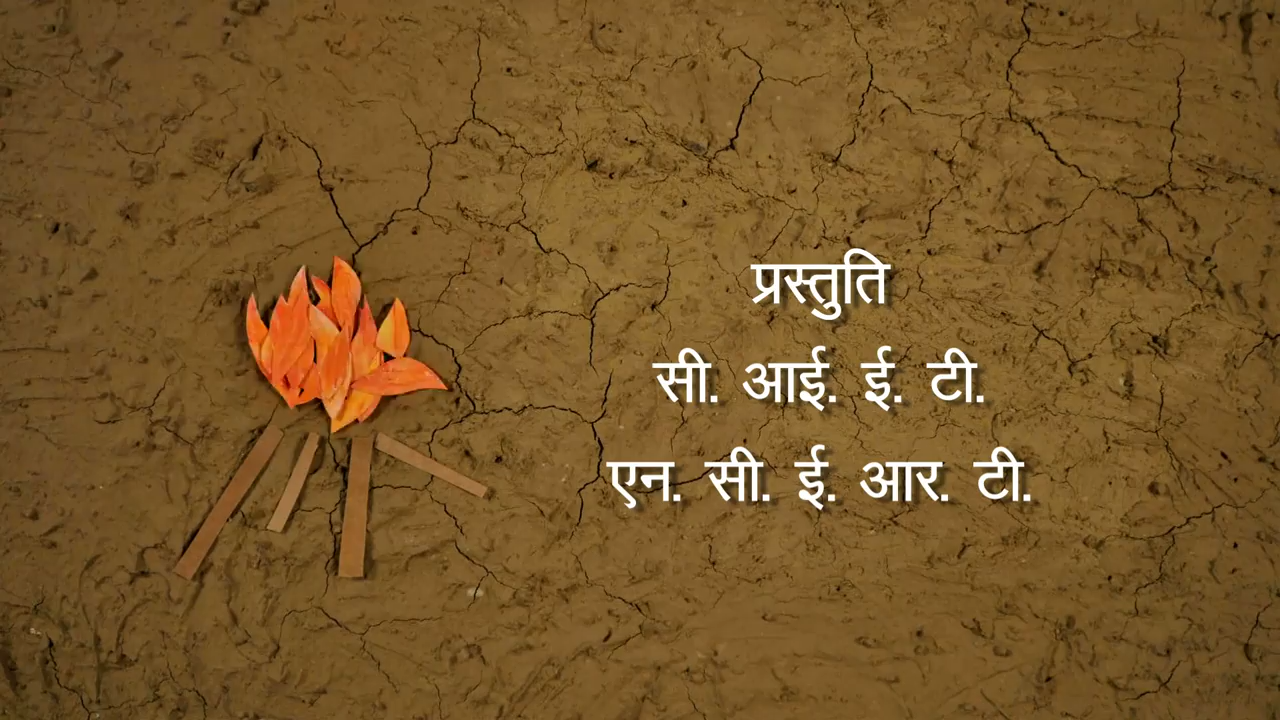 प्रस्तुति
सी. आई. ई. टी.
एन. सी. ई. आर. टी.